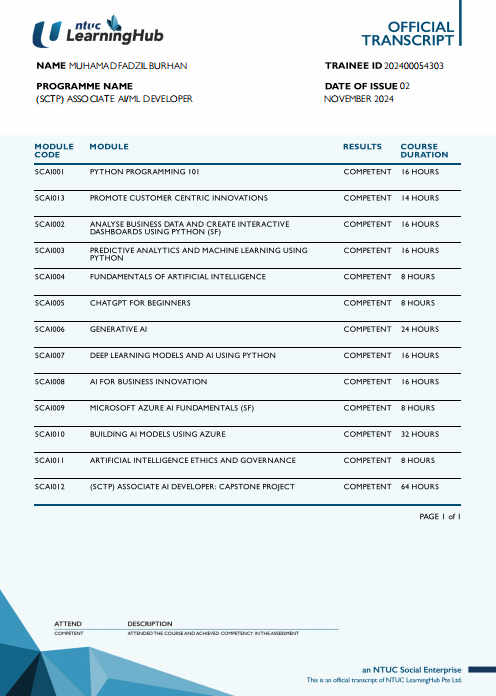 ntuc
LearningHub
OFFICIAL
TRANSCRIPT
NAME MUHAMAD FADZIL BURHAN
TRAINEE ID 202400054303
PROGRAMME NAME
(SCTP) ASSOCIATE AI/ML DEVELOPER
DATE OF ISSUE 02
NOVEMBER 2024
MODULE CODE MODULE RESULTS COURSE DURATION
SCAI001 PYTHON PROGRAMMING 101 COMPETENT 16 HOURS
SCAI013 PROMOTE CUSTOMER CENTRIC INNOVATIONS COMPETENT 14 HOURS
SCAI002 ANALYSE BUSINESS DATA AND CREATE INTERACTIVE COMPETENT 16 HOURS
DASHBOARDS USING PYTHON (SF)
SCAI003 PREDICTIVE ANALYTICS AND MACHINE LEARNING USING COMPETENT 16 HOURS
PYTHON
SCAI004 FUNDAMENTALS OF ARTIFICIAL INTELLIGENCE COMPETENT 8 HOURS
SCAI005 CHATGPT FOR BEGINNERS COMPETENT 8 HOURS
SCAI006 GENERATIVE AI COMPETENT 24 HOURS
SCAI007 DEEP LEARNING MODELS AND AI USING PYTHON COMPETENT 16 HOURS
SCAI008 AI FOR BUSINESS INNOVATION COMPETENT 16 HOURS
SCAI009 MICROSOFT AZURE AI FUNDAMENTALS (SF) COMPETENT 8 HOURS
SCAI010 BUILDING AI MODELS USING AZURE COMPETENT 32 HOURS
SCAI011 ARTIFICIAL INTELLIGENCE ETHICS AND GOVERNANCE COMPETENT 8 HOURS
SCAI012 (SCTP) ASSOCIATE AI DEVELOPER: CAPSTONE PROJECT COMPETENT 64 HOURS
PAGE 1 of 1
ATTEND DESCRIPTION
COMPETENT ATTENDED THE COURSE AND ACHIEVED COMPETENCY IN THE ASSESSMENT
an NTUC Social Enterprise
This is an official transcript of NTUC LearningHub Pte Ltd.